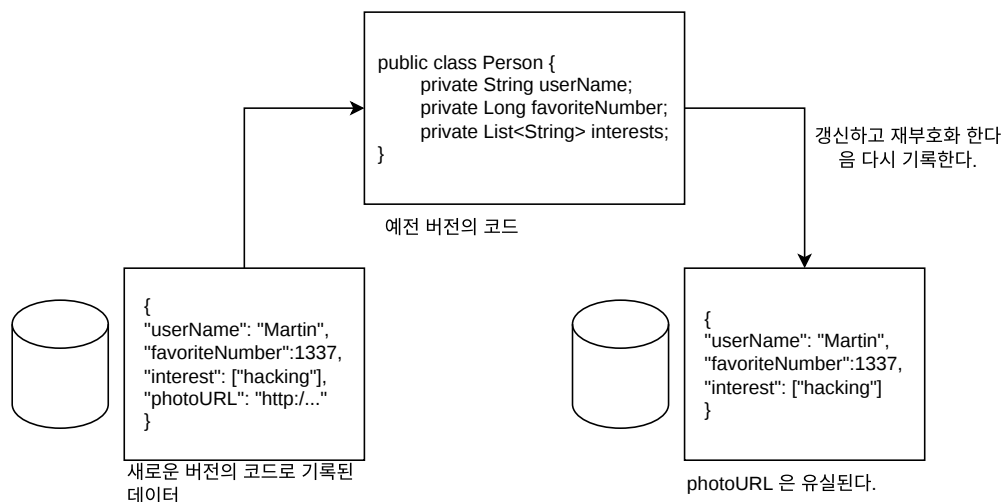 public class Person {
private String userName;
private Long favoriteNumber;
private List<String> interests;
}
예전 버전의 코드
갱신하고 재부호화 한다
음 다시 기록한다.
{
"userName": "Martin",
"favoriteNumber":1337,
"interest": ["hacking"],
"photoURL": "http:/..."
}
새로운 버전의 코드로 기록된
데이터
{
"userName": "Martin",
"favoriteNumber":1337,
"interest": ["hacking"]
}
photoURL 은 유실된다.